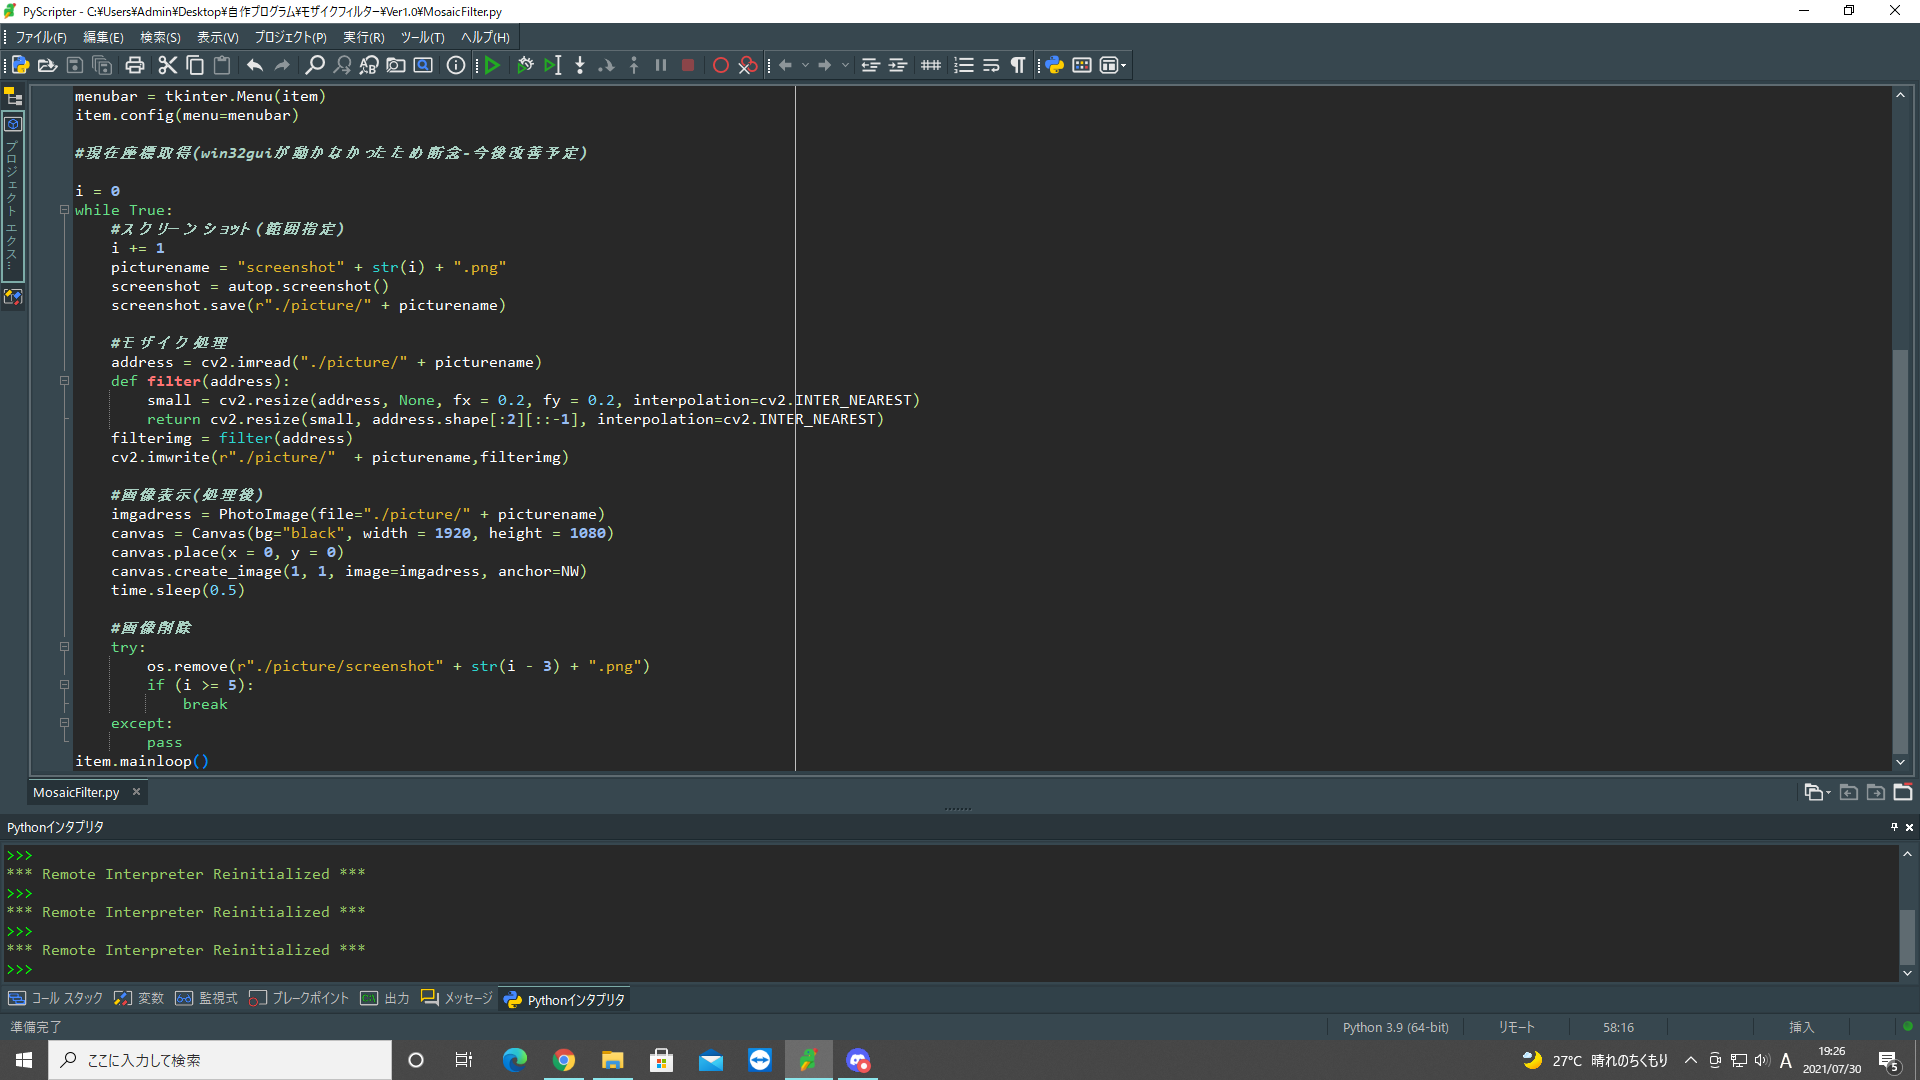 PyScripter - C:¥Users¥Admin¥Desktop¥自作プログラム¥モザイクフィルター¥Ver1.0¥MosaicFilter.py
ファイル(F) 編集(E) 検索(S) 表示(V) プロジェクト(P) 実行(R) ツール(T) ヘルプ(H)
プロジェクト エクス…
menubar = tkinter.Menu(item)
item.config(menu=menubar)
#現在座標取得(win32guiが動かなかったため断念-今後改善予定)
i = 0
while True:
    #スクリーンショット(範囲指定)
    i += 1
    picturename = "screenshot" + str(i) + ".png"
    screenshot = autop.screenshot()
    screenshot.save(r"./picture/" + picturename)
    #モザイク処理
    address = cv2.imread("./picture/" + picturename)
    def filter(address):
        small = cv2.resize(address, None, fx = 0.2, fy = 0.2, interpolation=cv2.INTER_NEAREST)
        return cv2.resize(small, address.shape[:2][::-1], interpolation=cv2.INTER_NEAREST)
    filterimg = filter(address)
    cv2.imwrite(r"./picture/"  + picturename,filterimg)
    #画像表示(処理後)
    imgadress = PhotoImage(file="./picture/" + picturename)
    canvas = Canvas(bg="black", width = 1920, height = 1080)
    canvas.place(x = 0, y = 0)
    canvas.create_image(1, 1, image=imgadress, anchor=NW)
    time.sleep(0.5)
    #画像削除
    try:
        os.remove(r"./picture/screenshot" + str(i - 3) + ".png")
        if (i >= 5):
            break
    except:
        pass
item.mainloop()
MosaicFilter.py
Pythonインタプリタ
>>>
*** Remote Interpreter Reinitialized ***
>>>
*** Remote Interpreter Reinitialized ***
>>>
*** Remote Interpreter Reinitialized ***
>>>
コール スタック 変数 監視式 ブレークポイント 出力 メッセージ Pythonインタプリタ
準備完了 Python 3.9 (64-bit) リモート 58:16 挿入
ここに入力して検索 27°C 晴れのちくもり A 19:26
2021/07/30 5